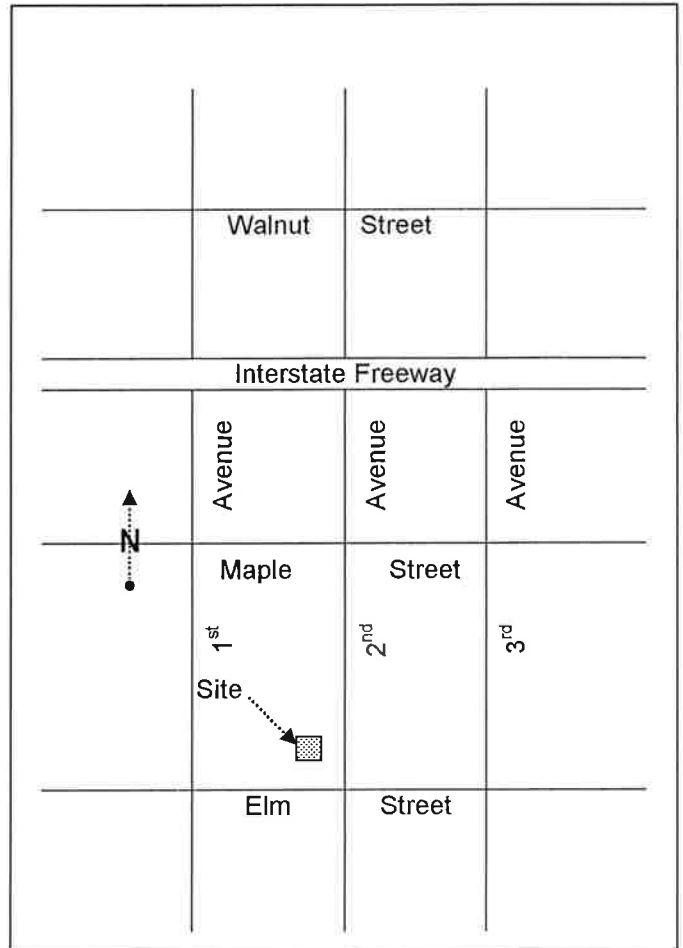 Walnut Street
Interstate Freeway
Avenue
Avenue
Avenue
N
Maple Street
1st
2nd
3rd
Site
Elm Street